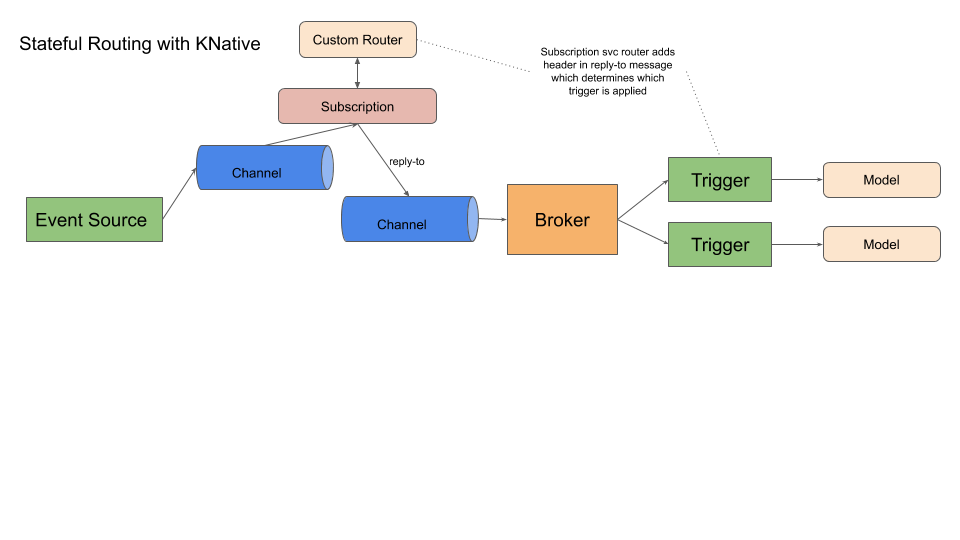 Stateful Routing with KNative
Custom Router
Subscription svc router adds
header in reply-to message
which determines which
trigger is applied
Subscription
reply-to
Channel
Trigger
Model
Event Source
Channel
Broker
Trigger
Model